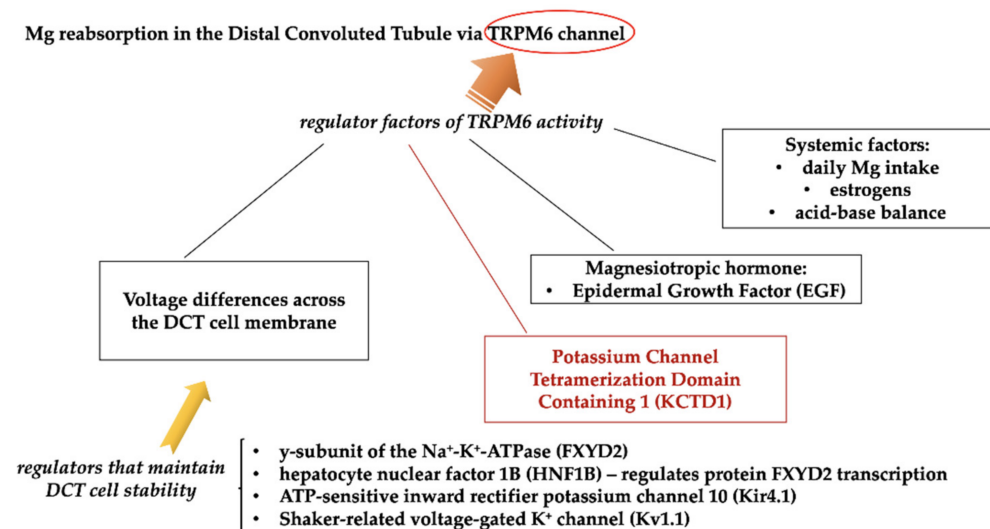 Mg reabsorption in the Distal Convoluted Tubule via TRPM6 channel
regulator factors of TRPM6 activity
Systemic factors:
• daily Mg intake
• estrogens
• acid-base balance
Magnesiotropic hormone:
• Epidermal Growth Factor (EGF)
Voltage differences across
the DCT cell membrane
Potassium Channel
Tetramerization Domain
Containing 1 (KCTD1)
regulators that maintain
DCT cell stability
• y-subunit of the Na⁺-K⁺-ATPase (FXYD2)
• hepatocyte nuclear factor 1B (HNF1B) – regulates protein FXYD2 transcription
• ATP-sensitive inward rectifier potassium channel 10 (Kir4.1)
• Shaker-related voltage-gated K⁺ channel (Kv1.1)